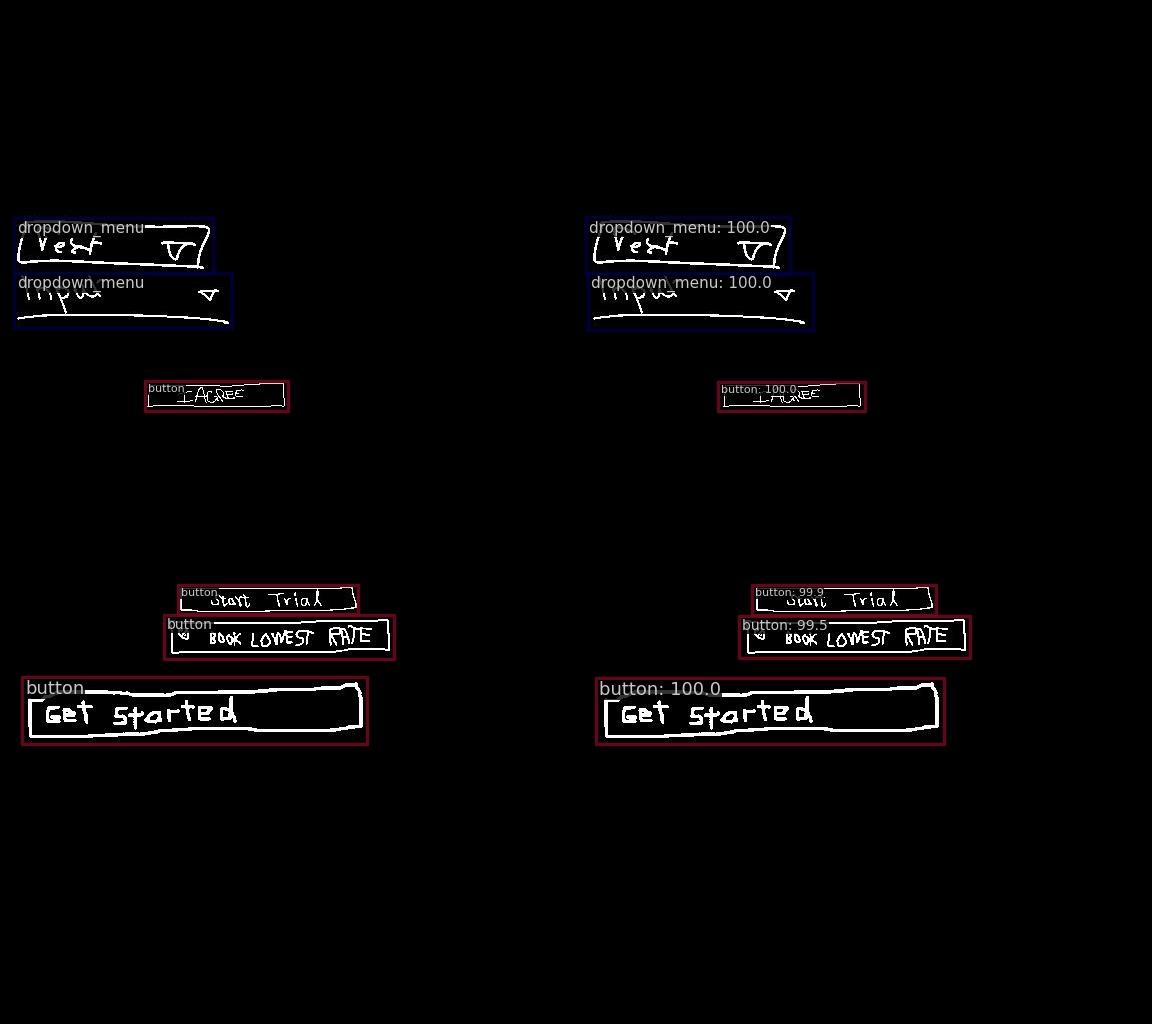 dropdown_menu
dropdown_menu
button
I AGREE
button
Start Trial
button
BOOK LOWEST RATE
button
Get Started
dropdown_menu: 100.0
dropdown_menu: 100.0
button: 100.0
I AGREE
button: 99.9
Start Trial
button: 99.5
BOOK LOWEST RATE
button: 100.0
Get Started